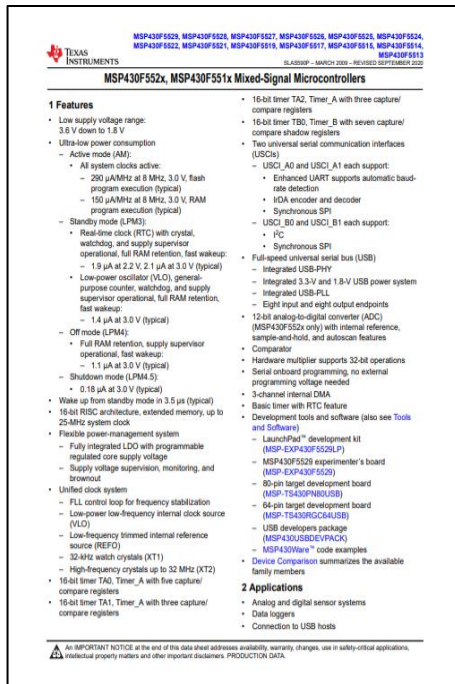 MSP430F5529, MSP430F5528, MSP430F5527, MSP430F5526, MSP430F5525, MSP430F5524,
MSP430F5522, MSP430F5521, MSP430F5519, MSP430F5517, MSP430F5515, MSP430F5514,
MSP430F5513
TEXAS
INSTRUMENTS
SLAS590P – MARCH 2009 – REVISED SEPTEMBER 2020
MSP430F552x, MSP430F551x Mixed-Signal Microcontrollers
1 Features
• Low supply voltage range:
3.6 V down to 1.8 V
• Ultra-low power consumption
– Active mode (AM):
• All system clocks active:
– 290 µA/MHz at 8 MHz, 3.0 V, flash
program execution (typical)
– 150 µA/MHz at 8 MHz, 3.0 V, RAM
program execution (typical)
– Standby mode (LPM3):
• Real-time clock (RTC) with crystal,
watchdog, and supply supervisor
operational, full RAM retention, fast wakeup:
– 1.9 µA at 2.2 V, 2.1 µA at 3.0 V (typical)
• Low-power oscillator (VLO), general-
purpose counter, watchdog, and supply
supervisor operational, full RAM retention,
fast wakeup:
– 1.4 µA at 3.0 V (typical)
– Off mode (LPM4):
• Full RAM retention, supply supervisor
operational, fast wakeup:
– 1.1 µA at 3.0 V (typical)
– Shutdown mode (LPM4.5):
• 0.18 µA at 3.0 V (typical)
• Wake up from standby mode in 3.5 µs (typical)
• 16-bit RISC architecture, extended memory, up to
25-MHz system clock
• Flexible power-management system
– Fully integrated LDO with programmable
regulated core supply voltage
– Supply voltage supervision, monitoring, and
brownout
• Unified clock system
– FLL control loop for frequency stabilization
– Low-power low-frequency internal clock source
(VLO)
– Low-frequency trimmed internal reference
source (REFO)
– 32-kHz watch crystals (XT1)
– High-frequency crystals up to 32 MHz (XT2)
• 16-bit timer TA0, Timer_A with five capture/
compare registers
• 16-bit timer TA1, Timer_A with three capture/
compare registers
• 16-bit timer TA2, Timer_A with three capture/
compare registers
• 16-bit timer TB0, Timer_B with seven capture/
compare shadow registers
• Two universal serial communication interfaces
(USCIs)
– USCI_A0 and USCI_A1 each support:
• Enhanced UART supports automatic baud-
rate detection
• IrDA encoder and decoder
• Synchronous SPI
– USCI_B0 and USCI_B1 each support:
• I²C
• Synchronous SPI
• Full-speed universal serial bus (USB)
– Integrated USB-PHY
– Integrated 3.3-V and 1.8-V USB power system
– Integrated USB-PLL
– Eight input and eight output endpoints
• 12-bit analog-to-digital converter (ADC)
(MSP430F552x only) with internal reference,
sample-and-hold, and autoscan features
• Comparator
• Hardware multiplier supports 32-bit operations
• Serial onboard programming, no external
programming voltage needed
• 3-channel internal DMA
• Basic timer with RTC feature
• Development tools and software (also see Tools
and Software)
– LaunchPad™ development kit
(MSP-EXP430F5529LP)
– MSP430F5529 experimenter's board
(MSP-EXP430F5529)
– 80-pin target development board
(MSP-TS430PN80USB)
– 64-pin target development board
(MSP-TS430RGC64USB)
– USB developers package
(MSP430USBDEVPACK)
– MSP430Ware™ code examples
• Device Comparison summarizes the available
family members
2 Applications
• Analog and digital sensor systems
• Data loggers
• Connection to USB hosts
An IMPORTANT NOTICE at the end of this data sheet addresses availability, warranty, changes, use in safety-critical applications,
intellectual property matters and other important disclaimers. PRODUCTION DATA.